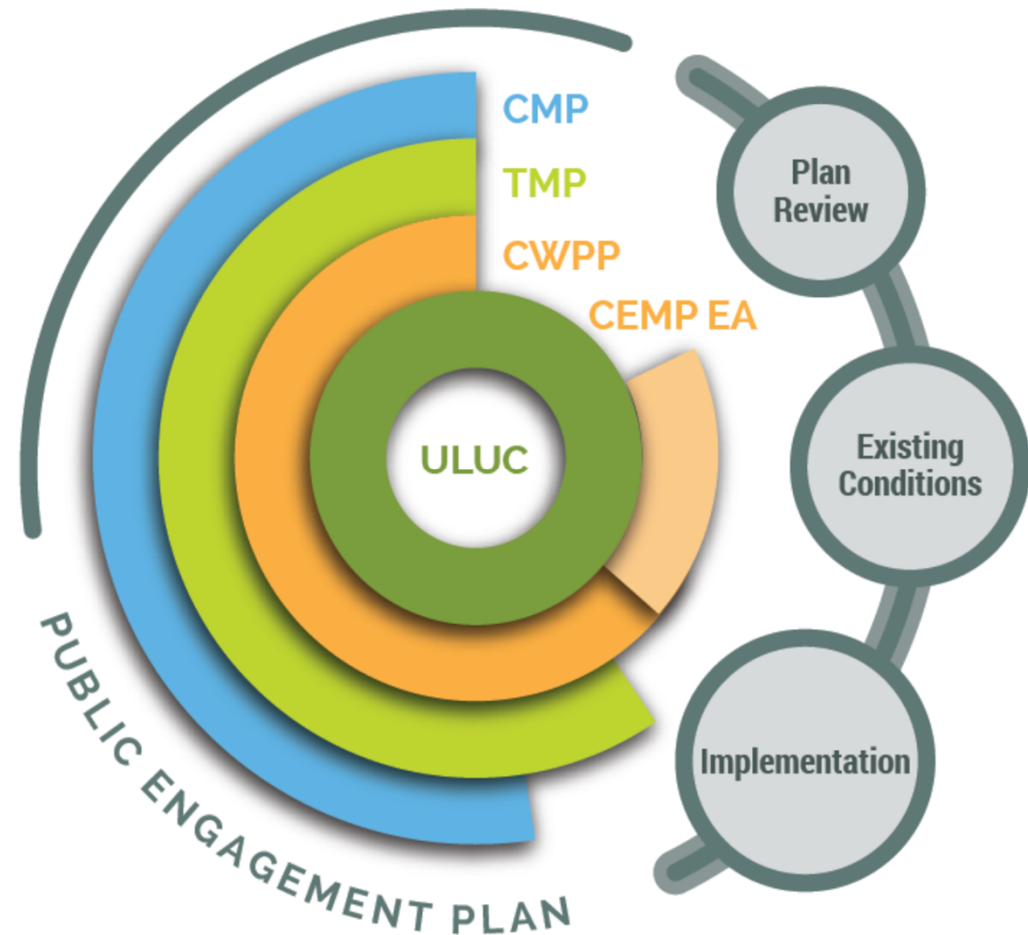 CMP
TMP
CWPP
CEMP EA
ULUC
PUBLIC ENGAGEMENT PLAN
Plan
Review
Existing
Conditions
Implementation